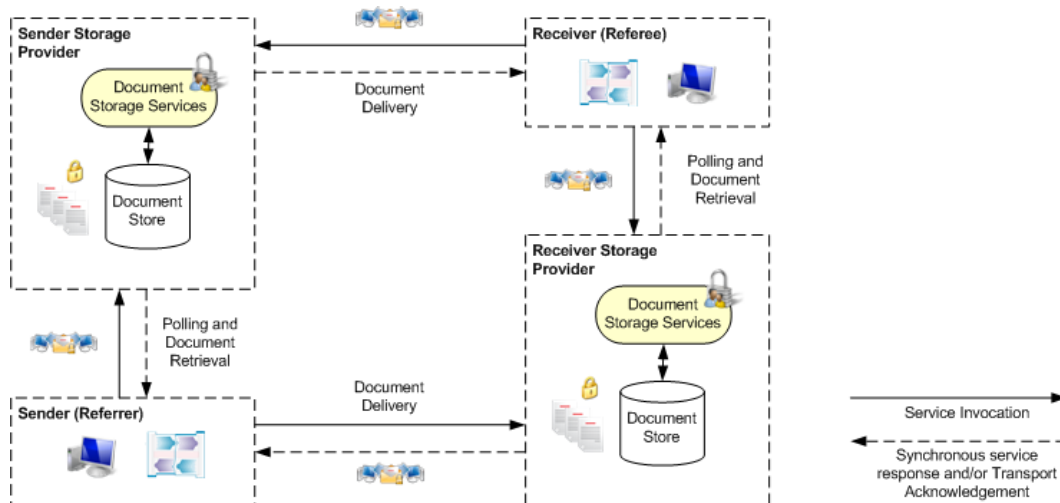 Sender Storage
Provider
Document
Storage Services
Document
Store
Document
Delivery
Receiver (Referee)
Polling and
Document
Retrieval
Receiver Storage
Provider
Document
Storage Services
Document
Store
Polling and
Document
Retrieval
Sender (Referrer)
Document
Delivery
Service Invocation
Synchronous service
response and/or Transport
Acknowledgement